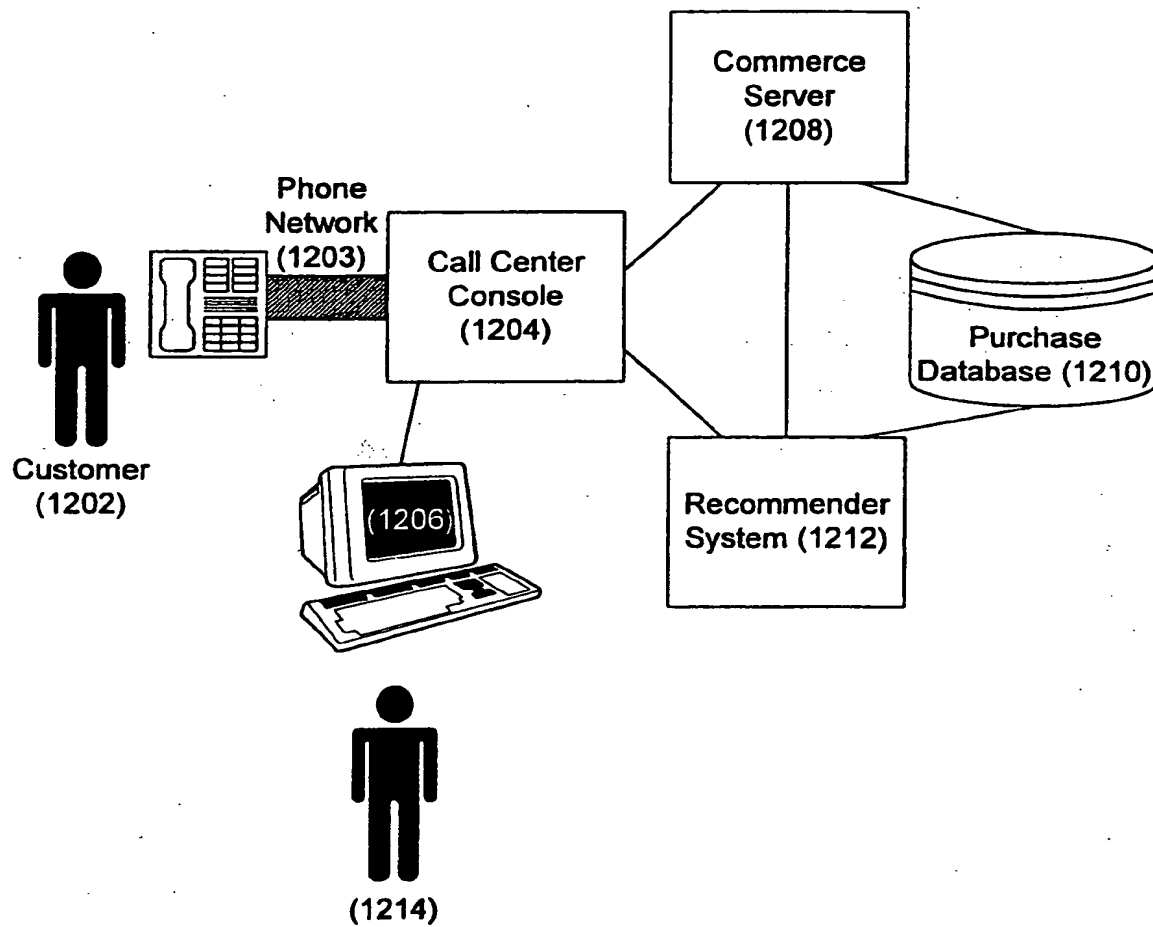 Commerce
Server
(1208)
Phone
Network
(1203)
Call Center
Console
(1204)
Purchase
Database (1210)
Customer
(1202)
(1206)
Recommender
System (1212)
(1214)